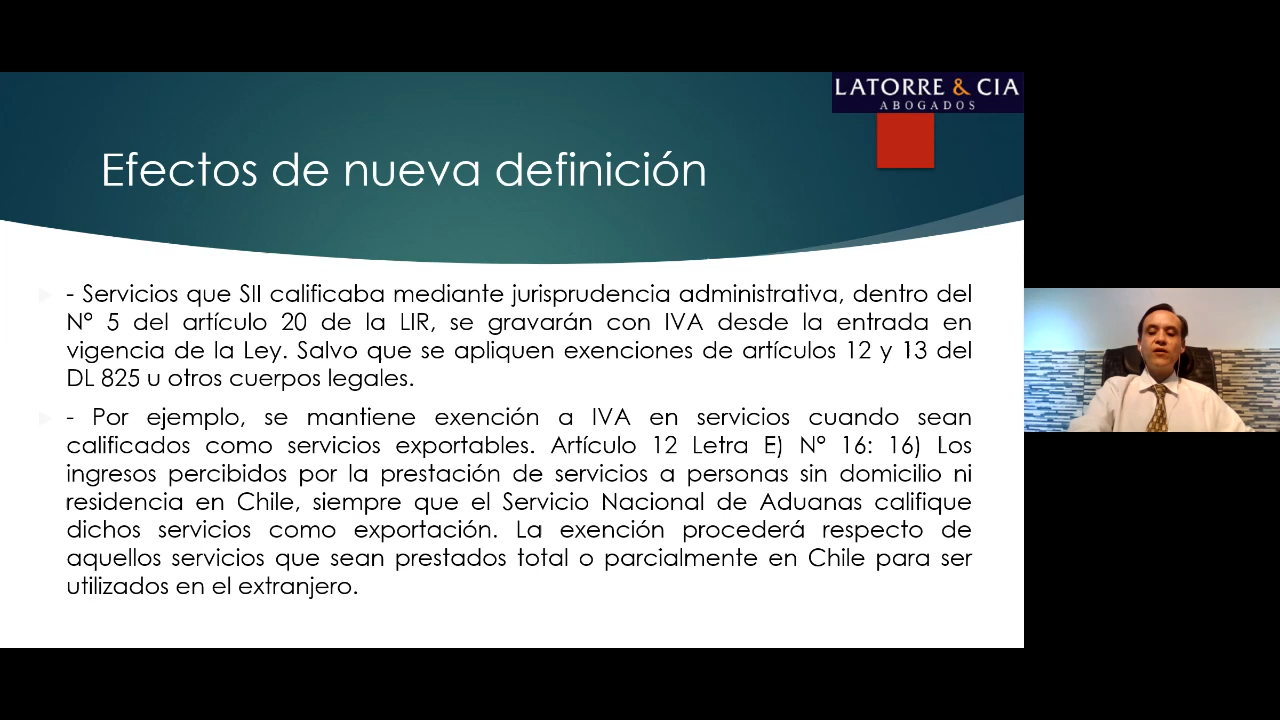 LATORRE & CIA
ABOGADOS
Efectos de nueva definición
- Servicios que SII calificaba mediante jurisprudencia administrativa, dentro del
N° 5 del artículo 20 de la LIR, se gravarán con IVA desde la entrada en
vigencia de la Ley. Salvo que se apliquen exenciones de artículos 12 y 13 del
DL 825 u otros cuerpos legales.
- Por ejemplo, se mantiene exención a IVA en servicios cuando sean
calificados como servicios exportables. Artículo 12 Letra E) N° 16: 16) Los
ingresos percibidos por la prestación de servicios a personas sin domicilio ni
residencia en Chile, siempre que el Servicio Nacional de Aduanas califique
dichos servicios como exportación. La exención procederá respecto de
aquellos servicios que sean prestados total o parcialmente en Chile para ser
utilizados en el extranjero.